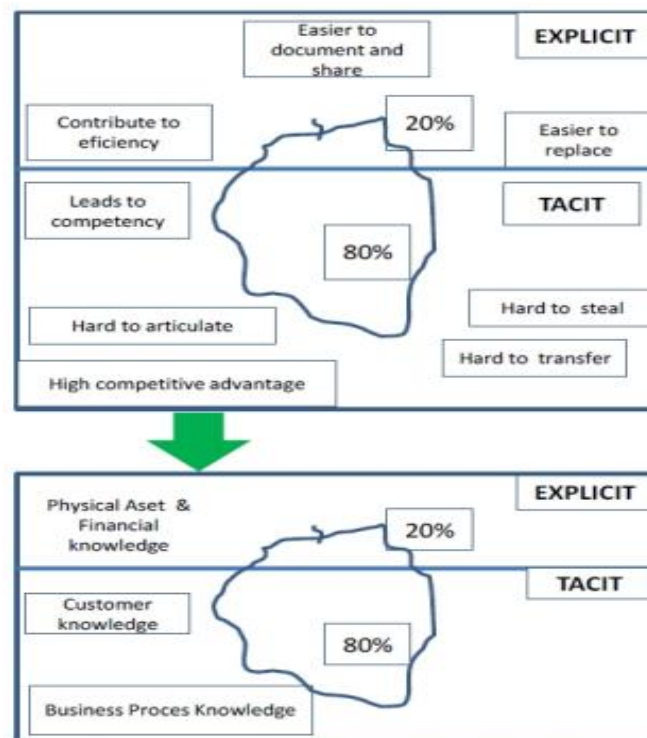 Easier to
document and
share
EXPLICIT
Contribute to
eficiency
20%
Easier to
replace
Leads to
competency
TACIT
80%
Hard to articulate
Hard to  steal
Hard to  transfer
High competitive advantage
Physical Aset  &
Financial
knowledge
EXPLICIT
20%
TACIT
Customer
knowledge
80%
Business Proces Knowledge